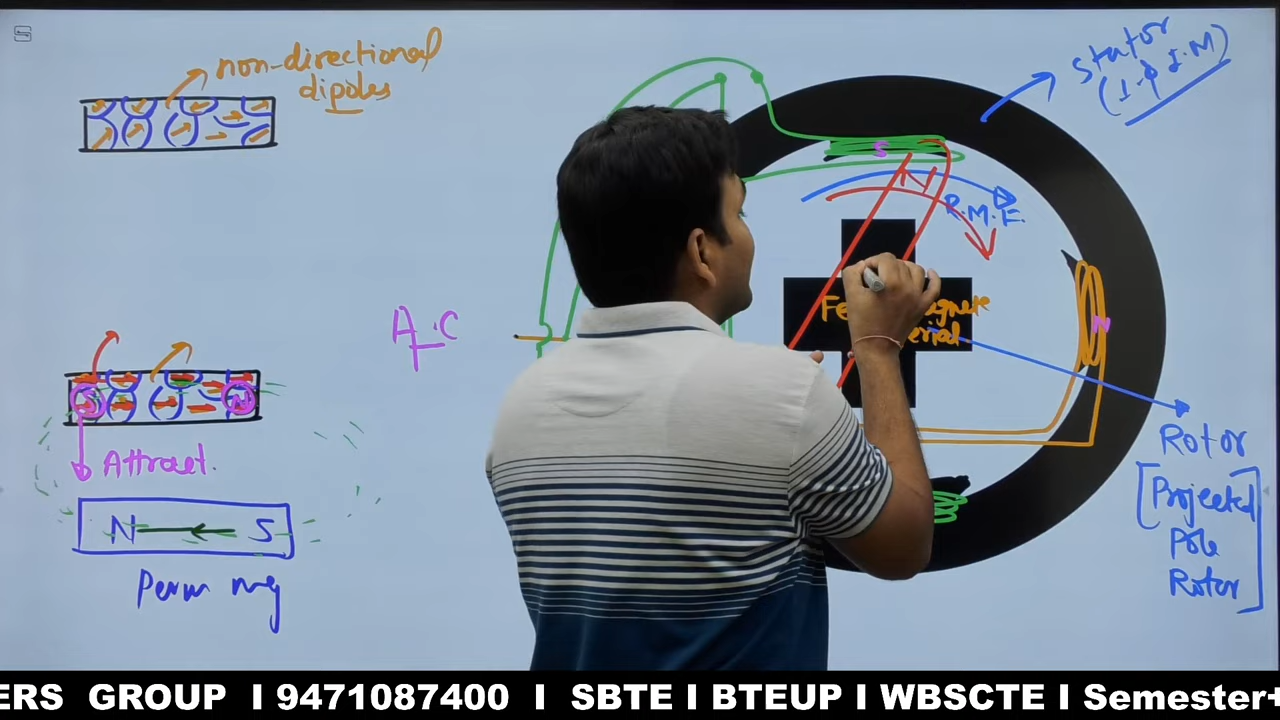 non-directional
dipoles
Stator
(1-φ I.M)
S
N
R.M.F.
A.C
N
S
N
Attract.
N S
Perm mg
Rotor
[Projected
Pole
Rotor]
ERS GROUP I 9471087400 I SBTE I BTEUP I WBSCTE I Semester+